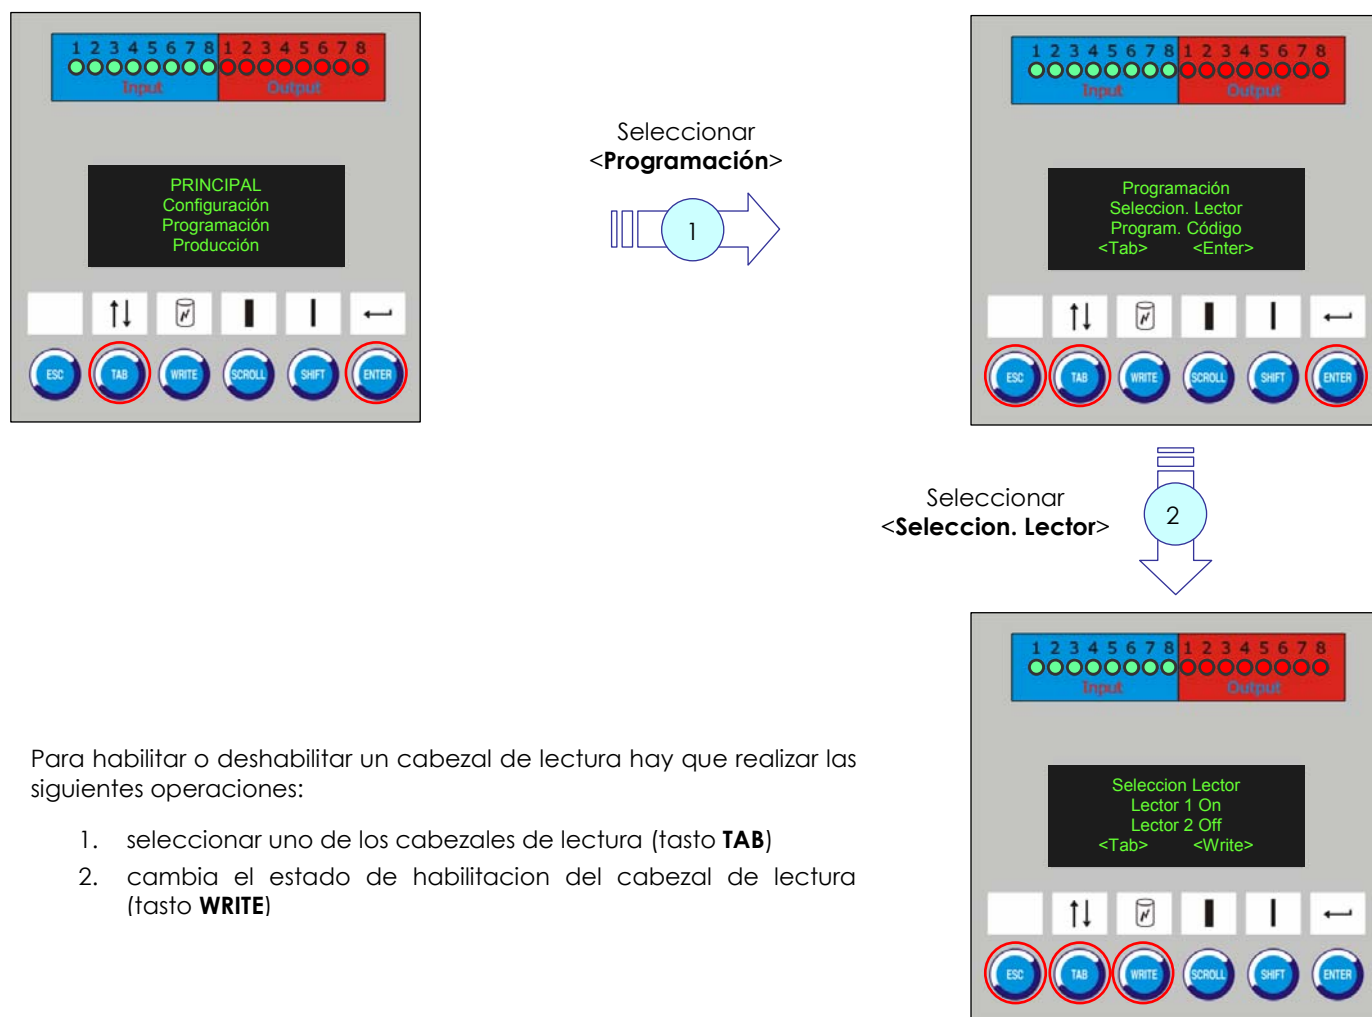 1 2 3 4 5 6 7 8 1 2 3 4 5 6 7 8
Input Output
PRINCIPAL
Configuración
Programación
Producción
ESC TAB WRITE SCROLL SHIFT ENTER
Seleccionar
<Programación>
1
1 2 3 4 5 6 7 8 1 2 3 4 5 6 7 8
Input Output
Programación
Seleccion. Lector
Program. Código
<Tab> <Enter>
ESC TAB WRITE SCROLL SHIFT ENTER
Seleccionar
<Seleccion. Lector>
2
Para habilitar o deshabilitar un cabezal de lectura hay que realizar las
siguientes operaciones:
1. seleccionar uno de los cabezales de lectura (tasto TAB)
2. cambia el estado de habilitacion del cabezal de lectura
(tasto WRITE)
1 2 3 4 5 6 7 8 1 2 3 4 5 6 7 8
Input Output
Seleccion Lector
Lector 1 On
Lector 2 Off
<Tab> <Write>
ESC TAB WRITE SCROLL SHIFT ENTER